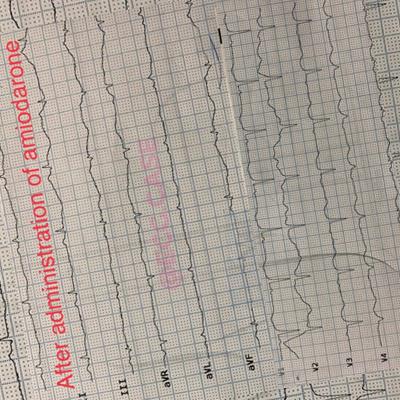 After administration of amiodarone
I
III
aVR
aVL
aVF
V2
V3
V4